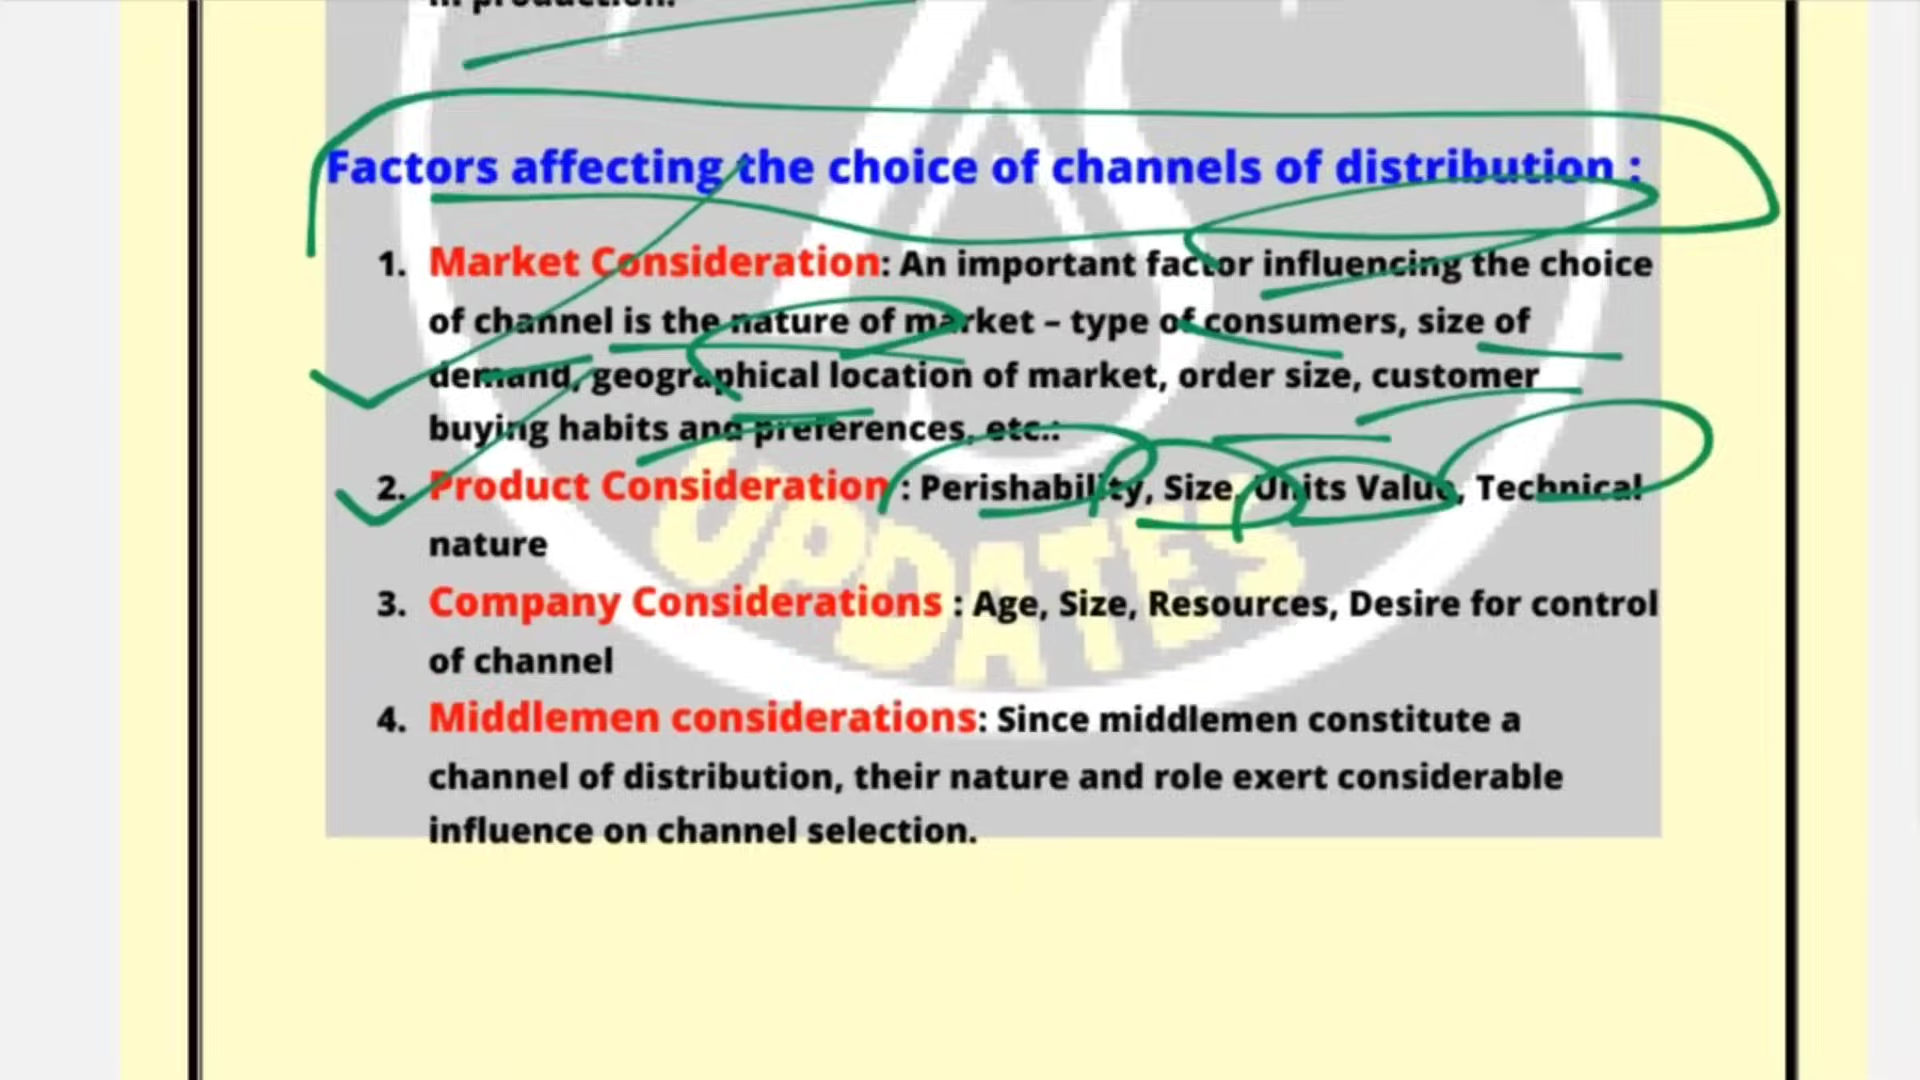 in production.
Factors affecting the choice of channels of distribution :
1. Market Consideration: An important factor influencing the choice
of channel is the nature of market – type of consumers, size of
demand, geographical location of market, order size, customer
buying habits and preferences, etc.:
2. Product Consideration : Perishability, Size, Units Value, Technical
nature
3. Company Considerations : Age, Size, Resources, Desire for control
of channel
4. Middlemen considerations: Since middlemen constitute a
channel of distribution, their nature and role exert considerable
influence on channel selection.
UPDATES